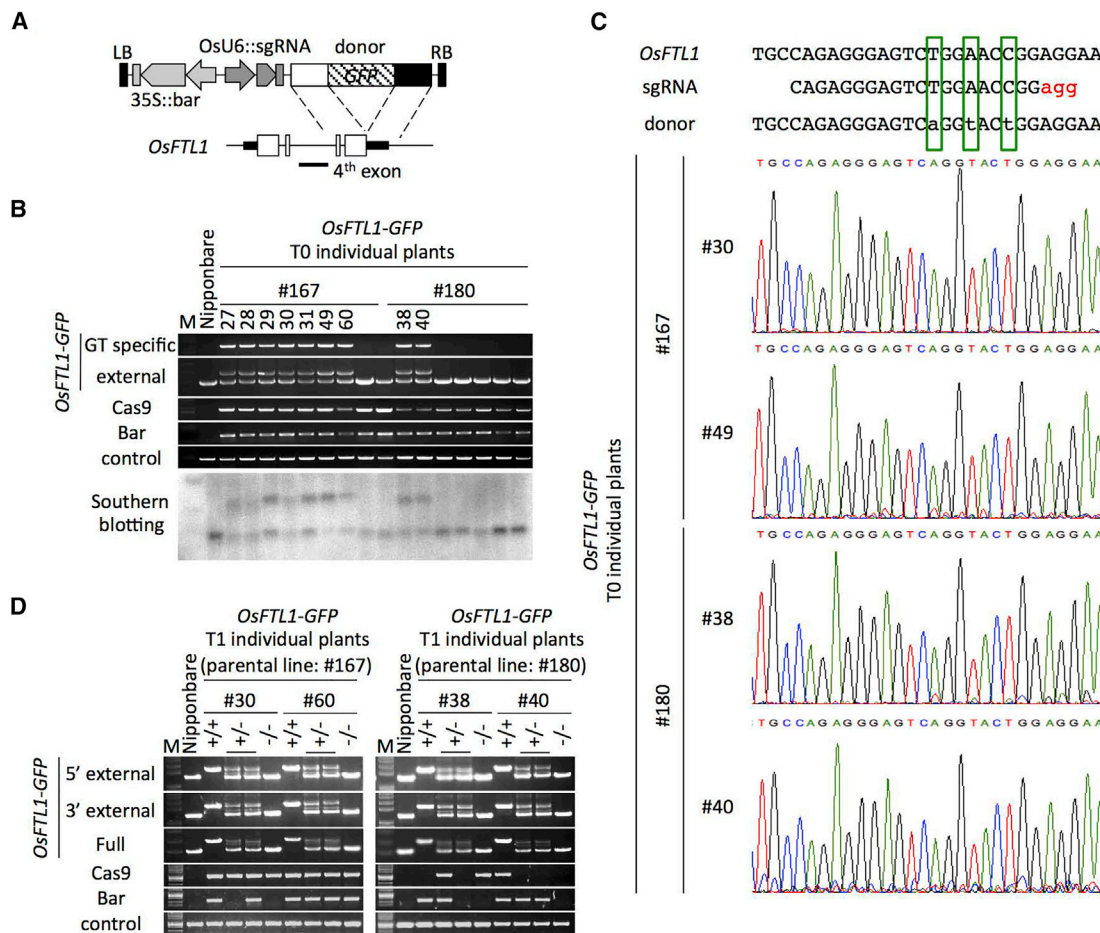 A
LB
OsU6::sgRNA
donor
RB
GFP
35S::bar
OsFTL1
4th exon
B
OsFTL1-GFP
T0 individual plants
M
Nipponbare
#167
#180
27 28 29 30 31 49 60 38 40
OsFTL1-GFP
GT specific
external
Cas9
Bar
control
Southern
blotting
C
OsFTL1 TGCCAGAGGGAGTCTGGAACCGGAGGAA
sgRNA CAGAGGGAGTCTGGAACCGGagg
donor TGCCAGAGGGAGTCaGGtACtGGAGGAA
OsFTL1-GFP
T0 individual plants
#167
#30
TGCCAGAGGGAGTCAGGTACTGGAGGAA
#49
TGCCAGAGGGAGTCAGGTACTGGAGGAA
#180
#38
TGCCAGAGGGAGTCAGGTACTGGAGGAA
#40
TGCCAGAGGGAGTCAGGTACTGGAGGAA
D
OsFTL1-GFP
T1 individual plants
(parental line: #167)
OsFTL1-GFP
T1 individual plants
(parental line: #180)
M
Nipponbare
#30
+/+ +/- -/-
#60
+/+ +/- -/-
M
Nipponbare
#38
+/+ +/- -/-
#40
+/+ +/- -/-
OsFTL1-GFP
5' external
3' external
Full
Cas9
Bar
control